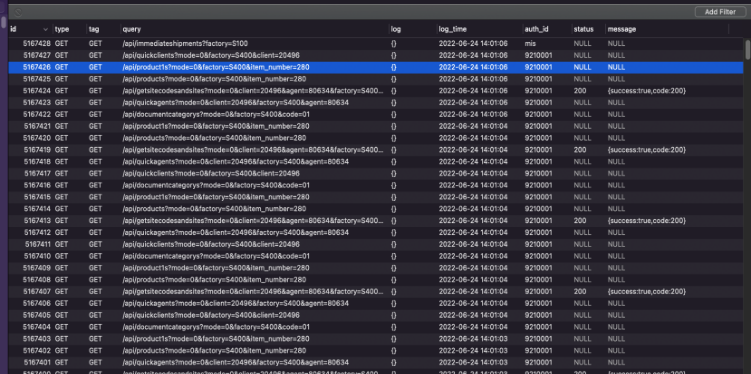 Add Filter
id type tag query log log_time auth_id status message
5167428 GET GET /api/immediateshipments?factory=S100 {} 2022-06-24 14:01:06 mis NULL NULL
5167427 GET GET /api/quickclients?mode=0&factory=S400&client=20496 {} 2022-06-24 14:01:06 9210001 NULL NULL
5167426 GET GET /api/product1s?mode=0&factory=S400&item_number=280 {} 2022-06-24 14:01:06 9210001 NULL NULL
5167425 GET GET /api/products?mode=0&factory=S400&item_number=280 {} 2022-06-24 14:01:06 9210001 NULL NULL
5167424 GET GET /api/getsitecodesandsites?mode=0&client=20496&agent=80634&factory=S400... {} 2022-06-24 14:01:06 9210001 200 {success:true,code:200}
5167423 GET GET /api/quickagents?mode=0&client=20496&factory=S400&agent=80634 {} 2022-06-24 14:01:06 9210001 NULL NULL
5167422 GET GET /api/documentcategorys?mode=0&factory=S400&code=01 {} 2022-06-24 14:01:06 9210001 NULL NULL
5167421 GET GET /api/product1s?mode=0&factory=S400&item_number=280 {} 2022-06-24 14:01:04 9210001 NULL NULL
5167420 GET GET /api/products?mode=0&factory=S400&item_number=280 {} 2022-06-24 14:01:04 9210001 NULL NULL
5167419 GET GET /api/getsitecodesandsites?mode=0&client=20496&agent=80634&factory=S400... {} 2022-06-24 14:01:04 9210001 200 {success:true,code:200}
5167418 GET GET /api/quickagents?mode=0&client=20496&factory=S400&agent=80634 {} 2022-06-24 14:01:04 9210001 NULL NULL
5167417 GET GET /api/quickclients?mode=0&factory=S400&client=20496 {} 2022-06-24 14:01:04 9210001 NULL NULL
5167416 GET GET /api/documentcategorys?mode=0&factory=S400&code=01 {} 2022-06-24 14:01:04 9210001 NULL NULL
5167415 GET GET /api/product1s?mode=0&factory=S400&item_number=280 {} 2022-06-24 14:01:04 9210001 NULL NULL
5167414 GET GET /api/products?mode=0&factory=S400&item_number=280 {} 2022-06-24 14:01:04 9210001 NULL NULL
5167413 GET GET /api/getsitecodesandsites?mode=0&client=20496&agent=80634&factory=S400... {} 2022-06-24 14:01:04 9210001 200 {success:true,code:200}
5167412 GET GET /api/quickagents?mode=0&client=20496&factory=S400&agent=80634 {} 2022-06-24 14:01:04 9210001 NULL NULL
5167411 GET GET /api/quickclients?mode=0&factory=S400&client=20496 {} 2022-06-24 14:01:04 9210001 NULL NULL
5167410 GET GET /api/documentcategorys?mode=0&factory=S400&code=01 {} 2022-06-24 14:01:04 9210001 NULL NULL
5167409 GET GET /api/product1s?mode=0&factory=S400&item_number=280 {} 2022-06-24 14:01:04 9210001 NULL NULL
5167408 GET GET /api/products?mode=0&factory=S400&item_number=280 {} 2022-06-24 14:01:04 9210001 NULL NULL
5167407 GET GET /api/getsitecodesandsites?mode=0&client=20496&agent=80634&factory=S400... {} 2022-06-24 14:01:04 9210001 200 {success:true,code:200}
5167406 GET GET /api/quickagents?mode=0&client=20496&factory=S400&agent=80634 {} 2022-06-24 14:01:04 9210001 NULL NULL
5167405 GET GET /api/quickclients?mode=0&factory=S400&client=20496 {} 2022-06-24 14:01:04 9210001 NULL NULL
5167404 GET GET /api/documentcategorys?mode=0&factory=S400&code=01 {} 2022-06-24 14:01:04 9210001 NULL NULL
5167403 GET GET /api/product1s?mode=0&factory=S400&item_number=280 {} 2022-06-24 14:01:03 9210001 NULL NULL
5167402 GET GET /api/products?mode=0&factory=S400&item_number=280 {} 2022-06-24 14:01:03 9210001 NULL NULL
5167401 GET GET /api/quickagents?mode=0&client=20496&factory=S400&agent=80634 {} 2022-06-24 14:01:03 9210001 NULL NULL